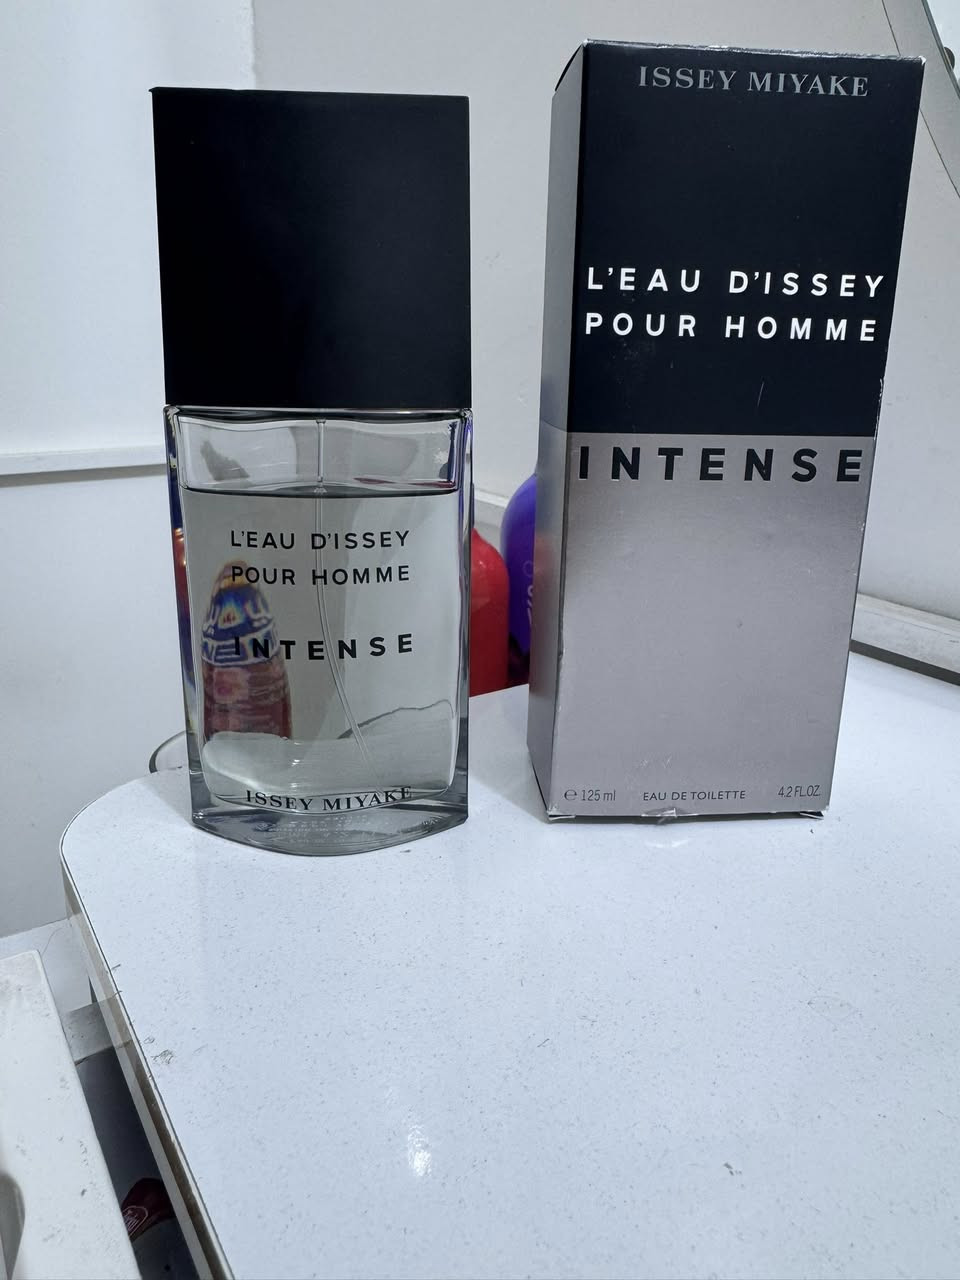 L'EAU D'ISSEY
POUR HOMME
INTENSE
ISSEY MIYAKE
ISSEY MIYAKE
L'EAU D'ISSEY
POUR HOMME
INTENSE
℮ 125 ml EAU DE TOILETTE 4.2 FL.OZ.